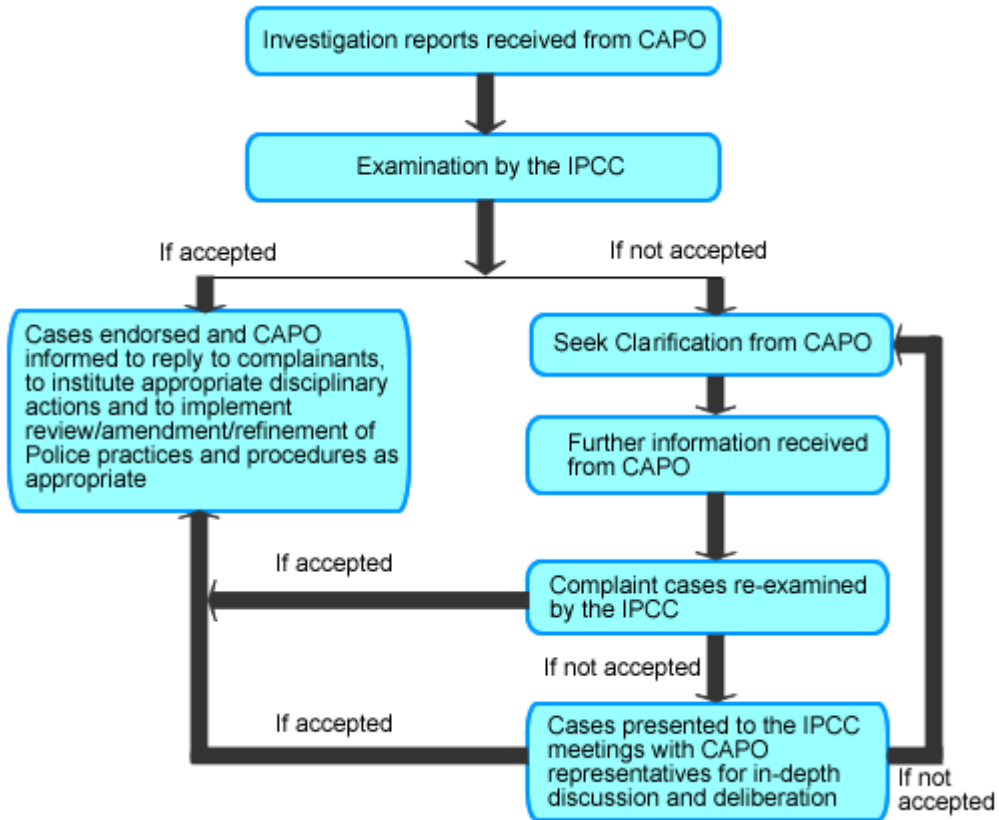 Investigation reports received from CAPO
Examination by the IPCC
If accepted
If not accepted
Cases endorsed and CAPO
informed to reply to complainants,
to institute appropriate disciplinary
actions and to implement
review/amendment/refinement of
Police practices and procedures as
appropriate
Seek Clarification from CAPO
Further information received
from CAPO
If accepted
Complaint cases re-examined
by the IPCC
If not accepted
If accepted
Cases presented to the IPCC
meetings with CAPO
representatives for in-depth
discussion and deliberation
If not
accepted